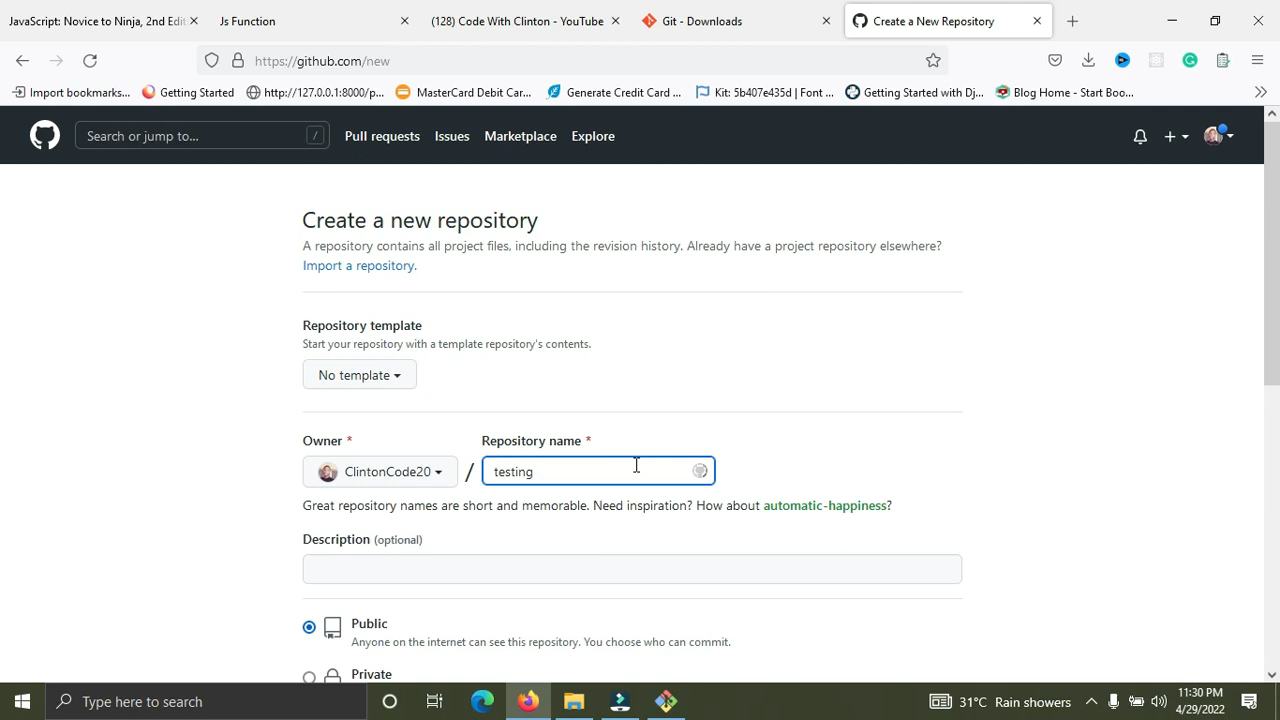 JavaScript: Novice to Ninja, 2nd Edit
Js Function
(128) Code With Clinton - YouTube
Git - Downloads
Create a New Repository
https://github.com/new
Import bookmarks...
Getting Started
http://127.0.0.1:8000/p...
MasterCard Debit Car...
Generate Credit Card ...
Kit: 5b407e435d | Font ...
Getting Started with Dj...
Blog Home - Start Boo...
Search or jump to...
/
Pull requests
Issues
Marketplace
Explore
Create a new repository
A repository contains all project files, including the revision history. Already have a project repository elsewhere?
Import a repository.
Repository template
Start your repository with a template repository's contents.
No template
Owner *
Repository name *
ClintonCode20
/
testing
Great repository names are short and memorable. Need inspiration? How about automatic-happiness?
Description (optional)
Public
Anyone on the internet can see this repository. You choose who can commit.
Private
Type here to search
31°C Rain showers
11:30 PM
4/29/2022